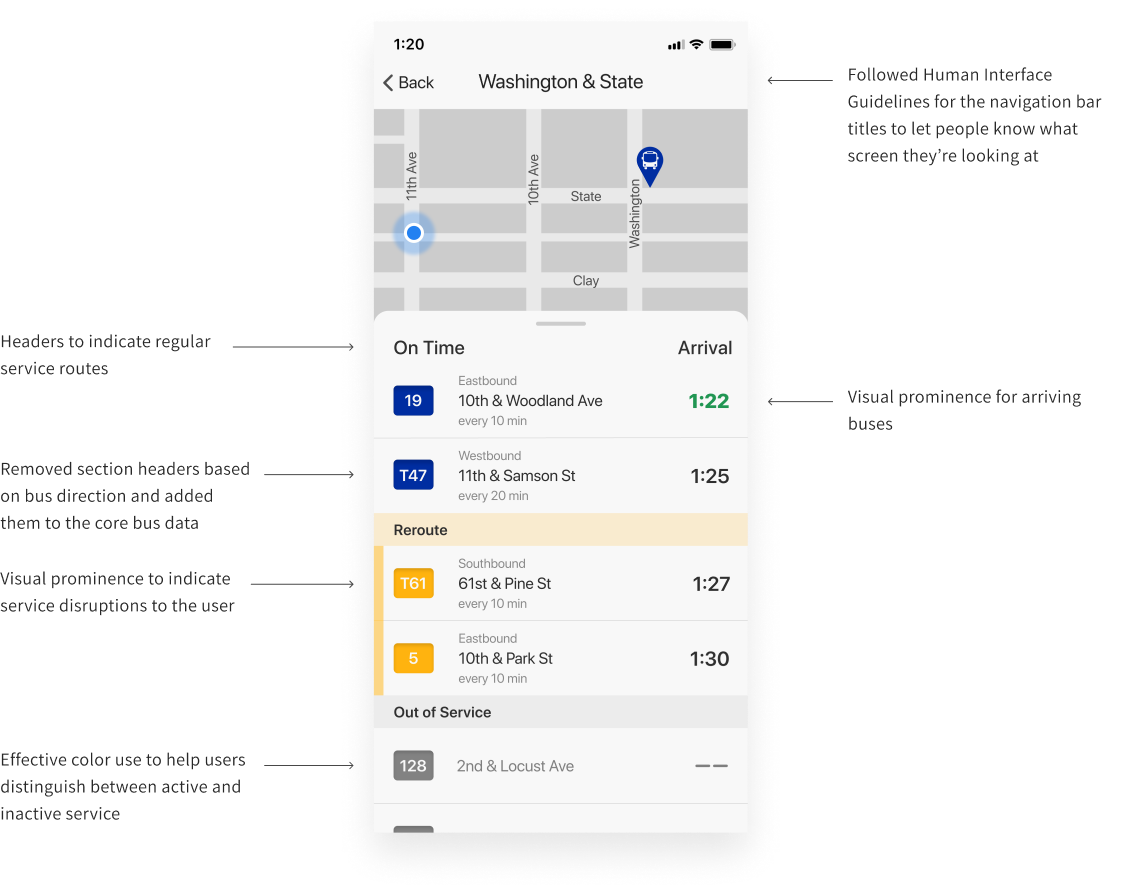 1:20
Back
Washington & State
Followed Human Interface
Guidelines for the navigation bar
titles to let people know what
screen they’re looking at
11th Ave
10th Ave
Washington
State
Clay
Headers to indicate regular
service routes
On Time
Arrival
19
Eastbound
10th & Woodland Ave
every 10 min
1:22
Visual prominence for arriving
buses
Removed section headers based
on bus direction and added
them to the core bus data
T47
Westbound
11th & Samson St
every 20 min
1:25
Reroute
Visual prominence to indicate
service disruptions to the user
T61
Southbound
61st & Pine St
every 10 min
1:27
5
Eastbound
10th & Park St
every 10 min
1:30
Out of Service
Effective color use to help users
distinguish between active and
inactive service
128
2nd & Locust Ave
——